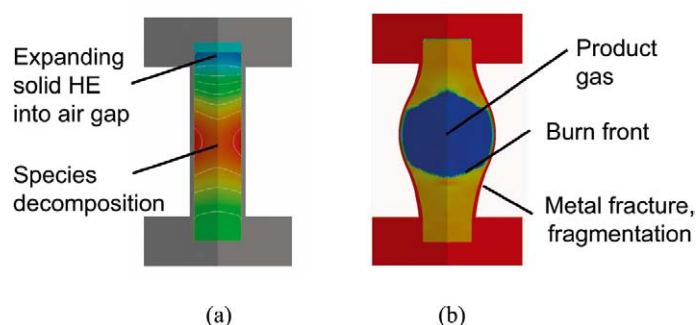 Expanding
solid HE
into air gap
Species
decomposition
(a)
Product
gas
Burn front
Metal fracture,
fragmentation
(b)